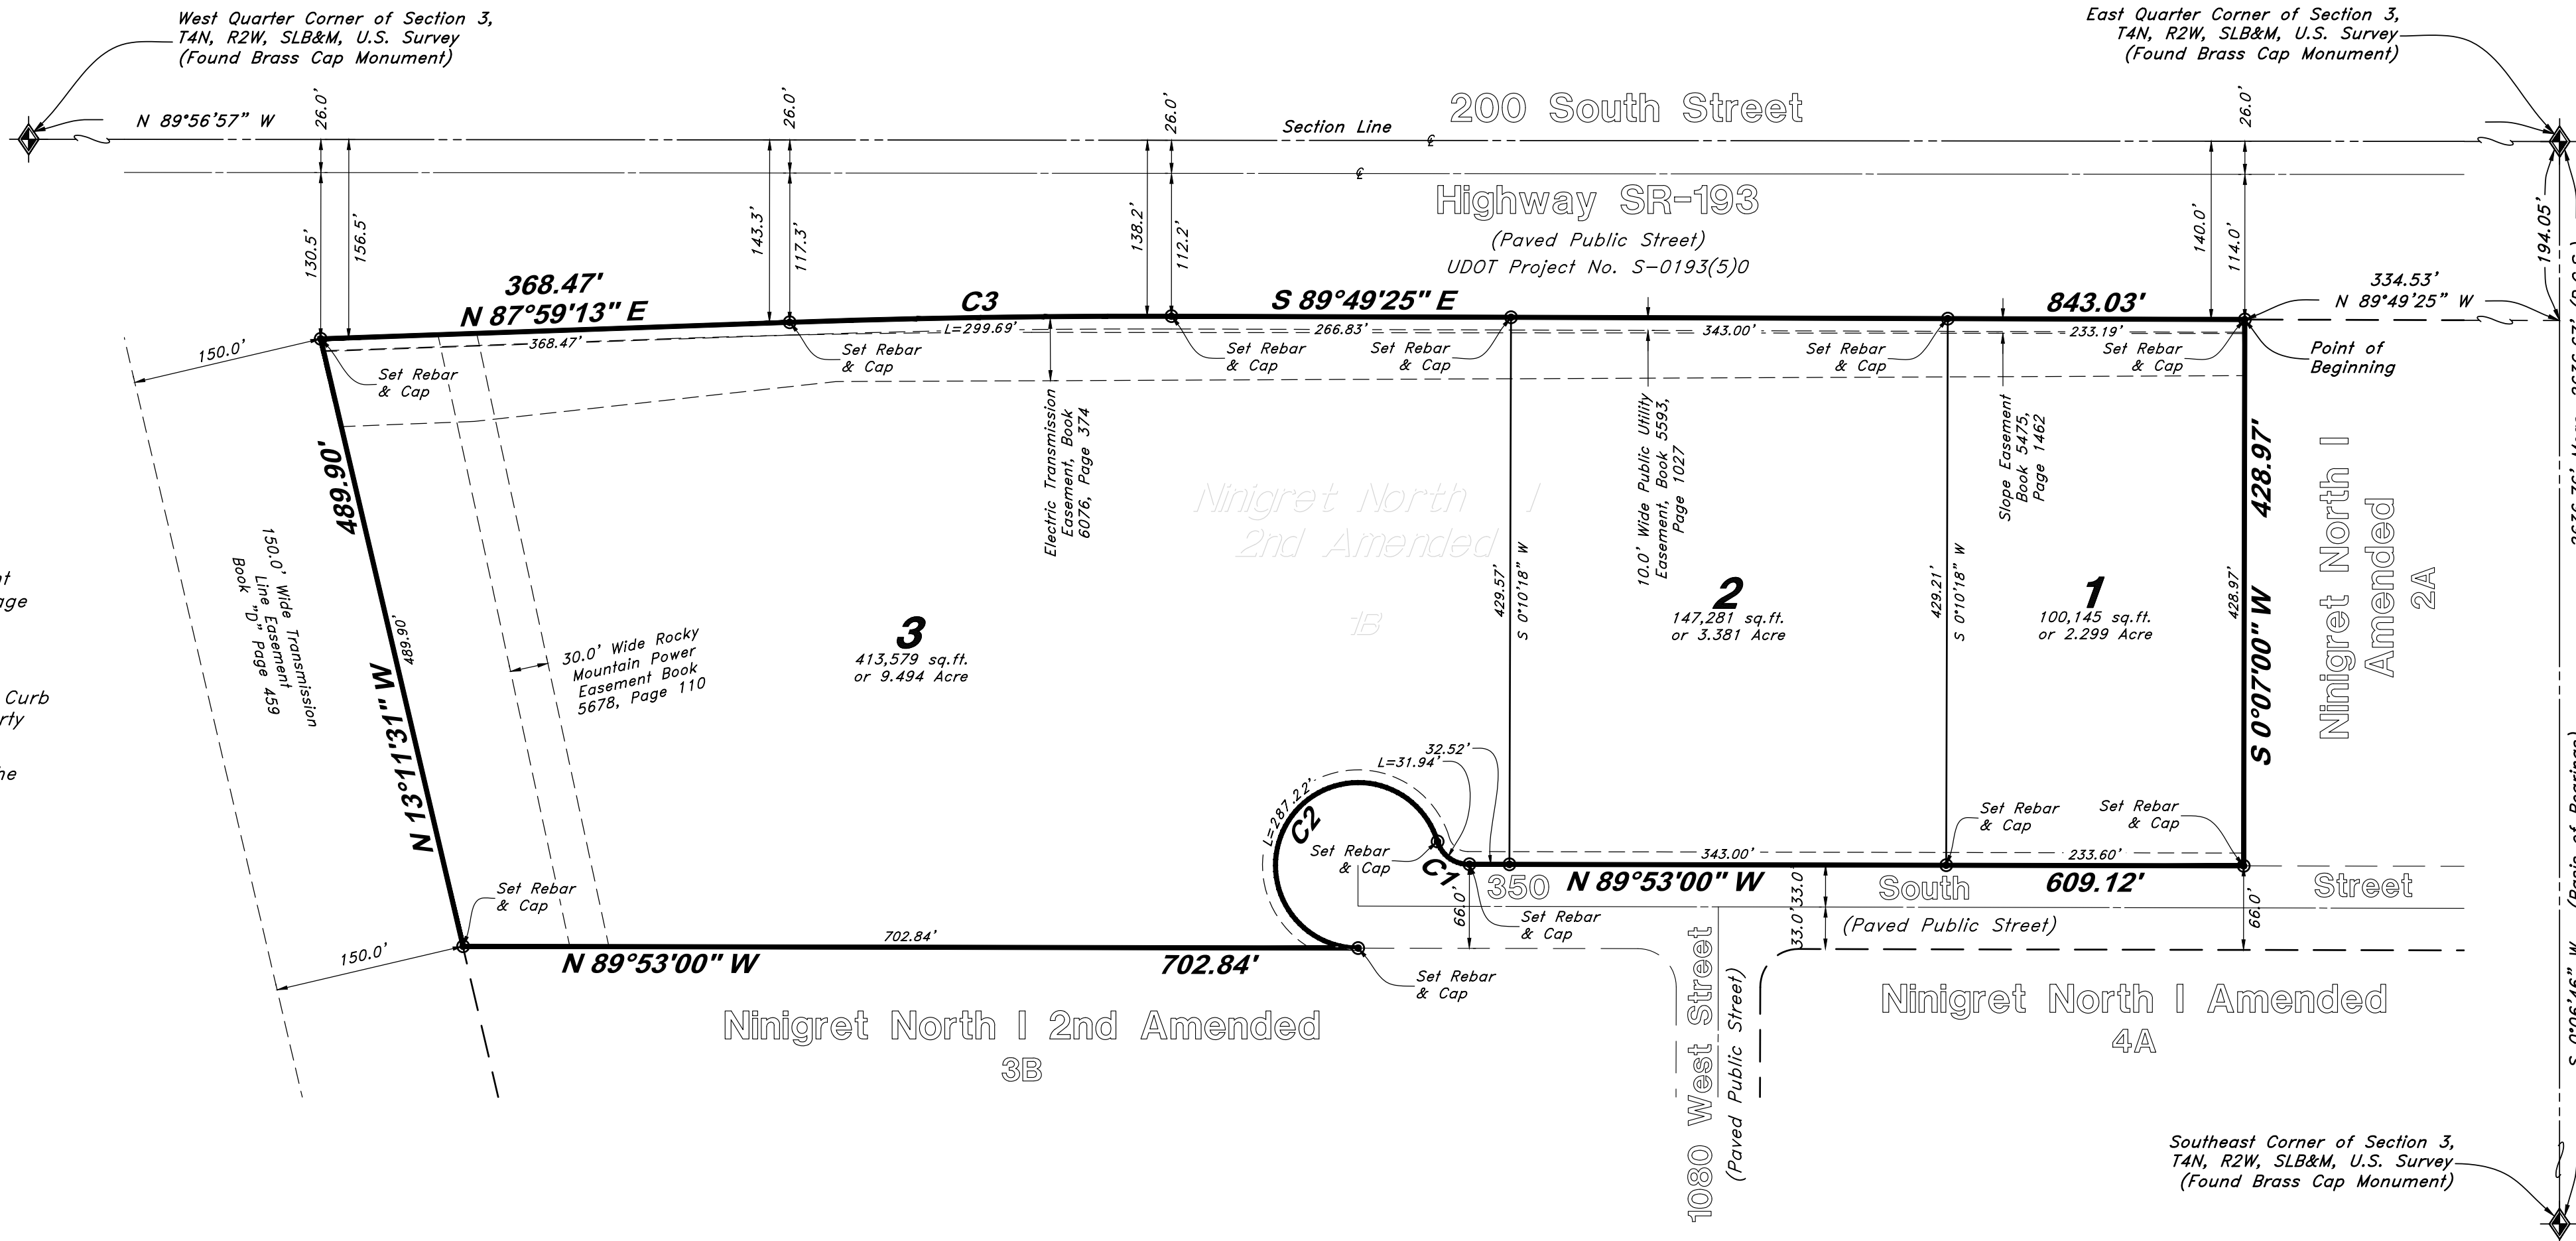 West Quarter Corner of Section 3,
T4N, R2W, SLB&M, U.S. Survey
(Found Brass Cap Monument)
East Quarter Corner of Section 3,
T4N, R2W, SLB&M, U.S. Survey
(Found Brass Cap Monument)
N 89°56'57" W
26.0'
26.0'
26.0'
26.0'
Section Line
200 South Street
Highway SR-193
(Paved Public Street)
UDOT Project No. S-0193(5)0
130.5'
156.5'
143.3'
117.3'
138.2'
112.2'
140.0'
114.0'
194.05'
334.53'
N 89°49'25" W
368.47'
N 87°59'13" E
C3
S 89°49'25" E
843.03'
368.47'
L=299.69'
266.83'
343.00'
233.19'
150.0'
Set Rebar
& Cap
Set Rebar
& Cap
Set Rebar
& Cap
Set Rebar
& Cap
Set Rebar
& Cap
Set Rebar
& Cap
Point of
Beginning
Electric Transmission
Easement, Book
6076, Page 374
10.0' Wide Public Utility
Easement, Book 5593,
Page 1027
Slope Easement
Book 5475,
Page 1462
Ninigret North I
2nd Amended
1B
489.90'
N 13°11'31" W
489.90'
150.0' Wide Transmission
Line Easement
Book "D" Page 459
30.0' Wide Rocky
Mountain Power
Easement Book
5678, Page 110
3
413,579 sq.ft.
or 9.494 Acre
429.57'
S 0°10'18" W
2
147,281 sq.ft.
or 3.381 Acre
429.21'
S 0°10'18" W
1
100,145 sq.ft.
or 2.299 Acre
428.97'
428.97'
S 0°07'00" W
Ninigret North I
Amended
2A
age
Curb
rty
he
32.52'
L=31.94'
L=287.22'
C2
C1
Set Rebar
& Cap
Set Rebar
& Cap
Set Rebar
& Cap
343.00'
233.60'
350 South Street
N 89°53'00" W
609.12'
66.0'
33.0'
33.0'
66.0'
(Paved Public Street)
Set Rebar
& Cap
Set Rebar
& Cap
Set Rebar
& Cap
150.0'
702.84'
N 89°53'00" W
702.84'
1080 West Street
(Paved Public Street)
Ninigret North I 2nd Amended
3B
Ninigret North I Amended
4A
Southeast Corner of Section 3,
T4N, R2W, SLB&M, U.S. Survey
(Found Brass Cap Monument)